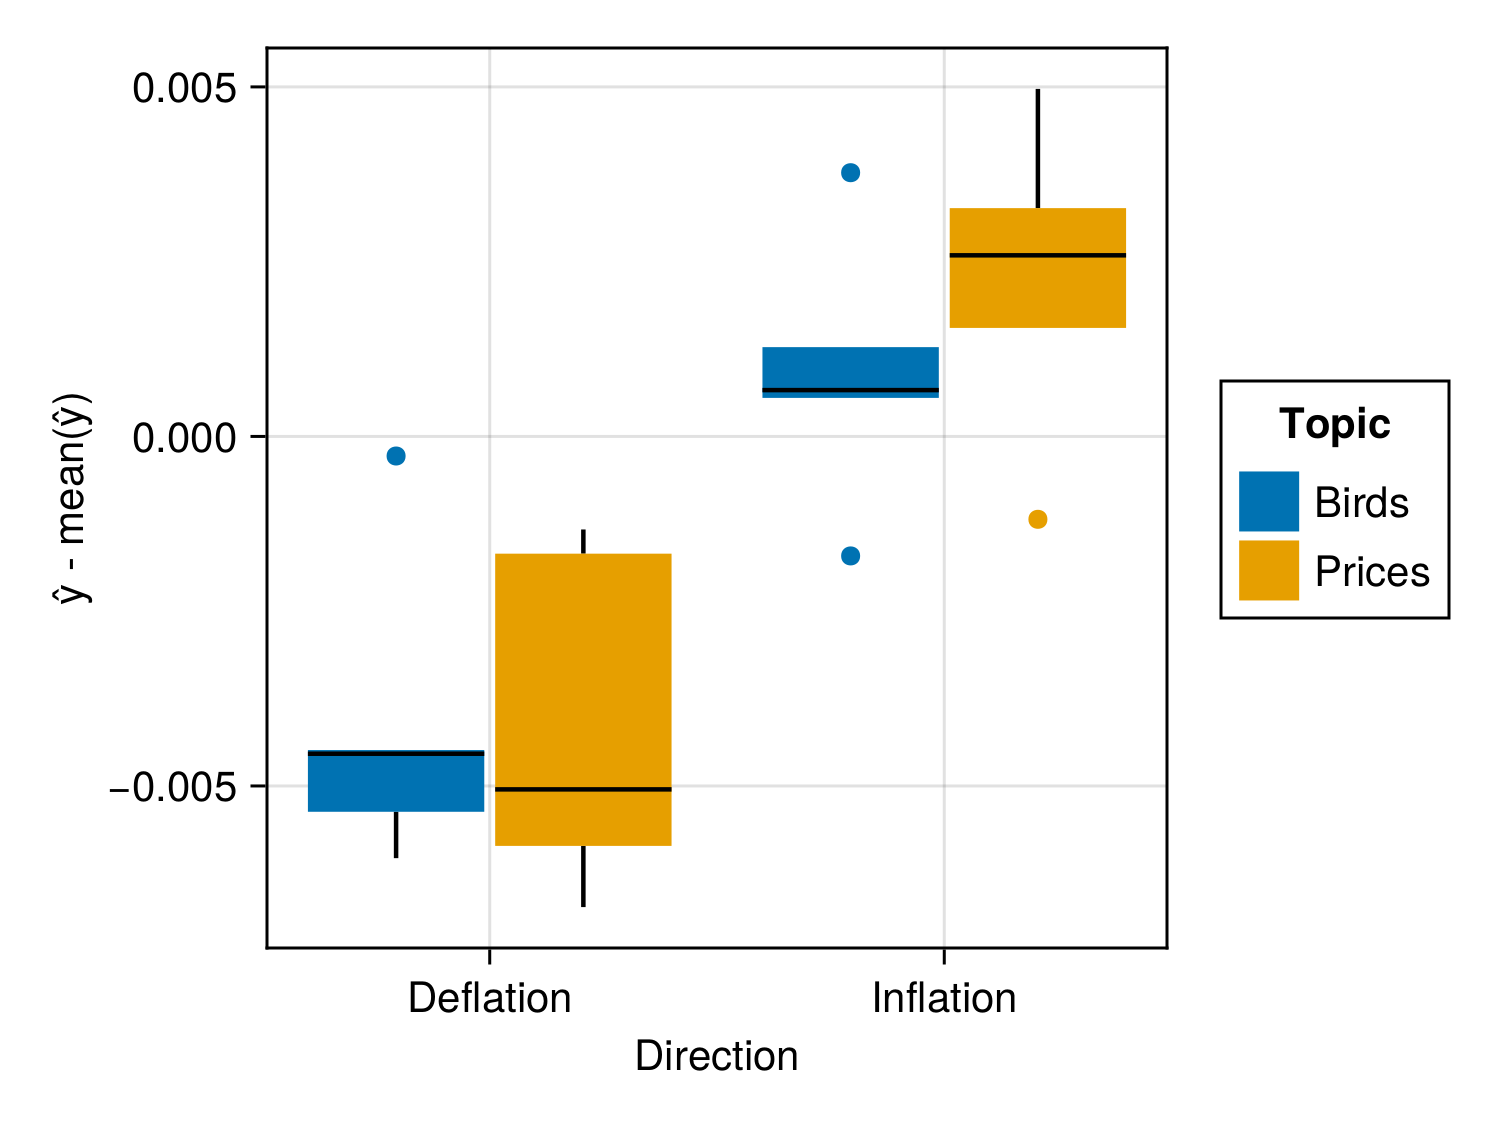 0.005
0.000
−0.005
ŷ - mean(ŷ)
Deflation
Inflation
Direction
Topic
Birds
Prices